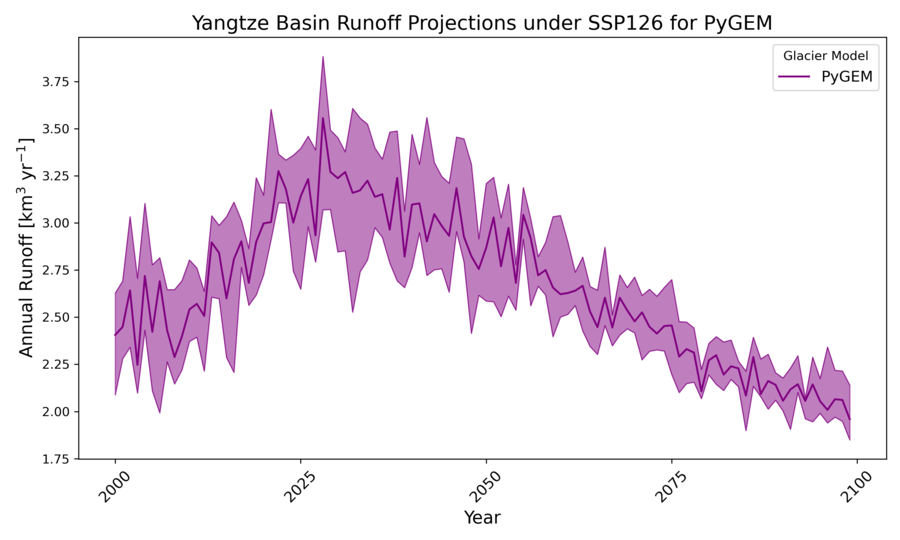 Yangtze Basin Runoff Projections under SSP126 for PyGEM
Glacier Model
PyGEM
Annual Runoff [km³ yr⁻¹]
3.75
3.50
3.25
3.00
2.75
2.50
2.25
2.00
1.75
2000
2025
2050
2075
2100
Year